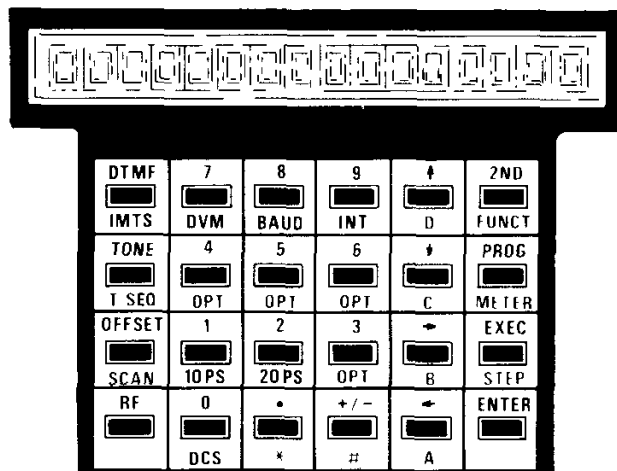 DTMF 7 8 9 ↑ 2ND
IMTS DVM BAUD INT D FUNCT
TONE 4 5 6 ↓ PROG
T SEQ OPT OPT OPT C METER
OFFSET 1 2 3 → EXEC
SCAN 10PS 20PS OPT B STEP
RF 0 • +/- ← ENTER
DCS * # A